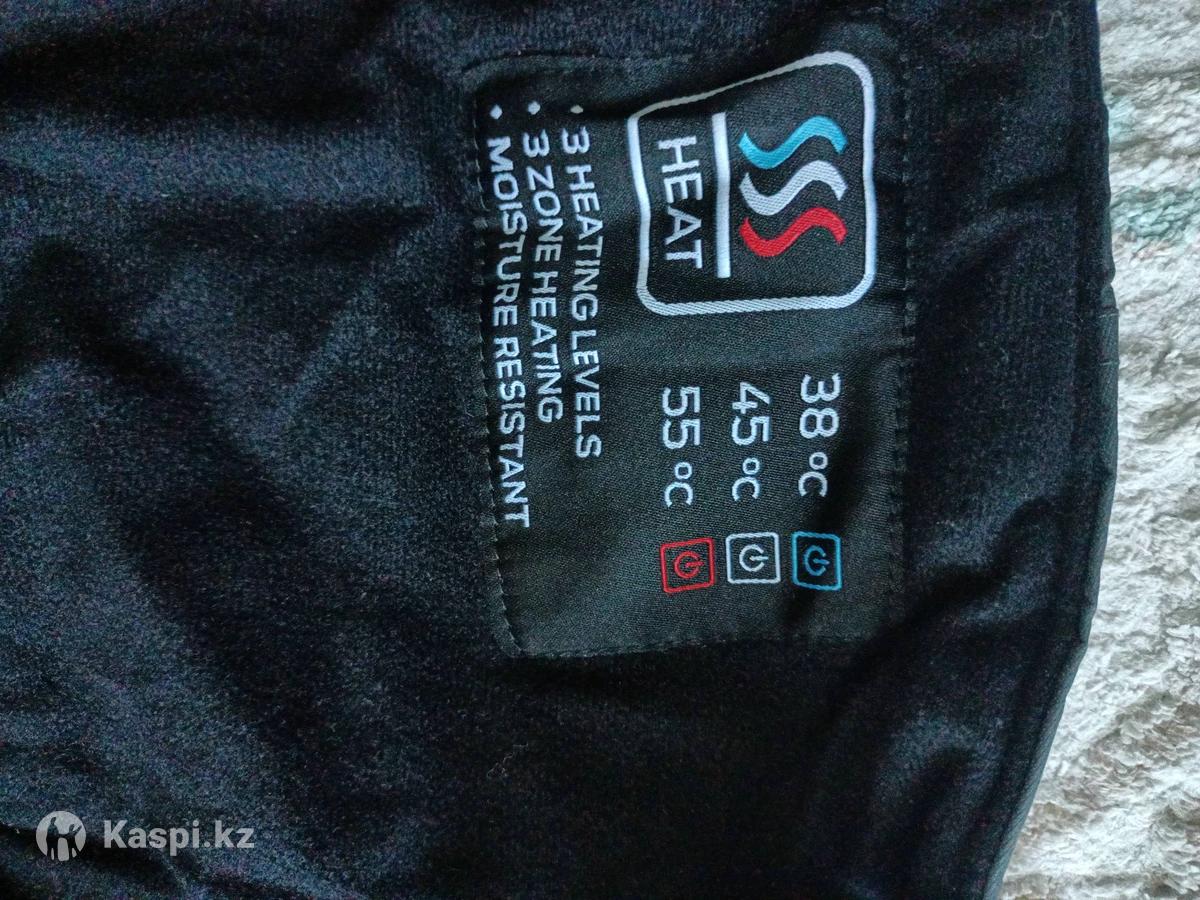 HEAT
38 °C
45 °C
55 °C
• 3 HEATING LEVELS
• 3 ZONE HEATING
• MOISTURE RESISTANT
Kaspi.kz